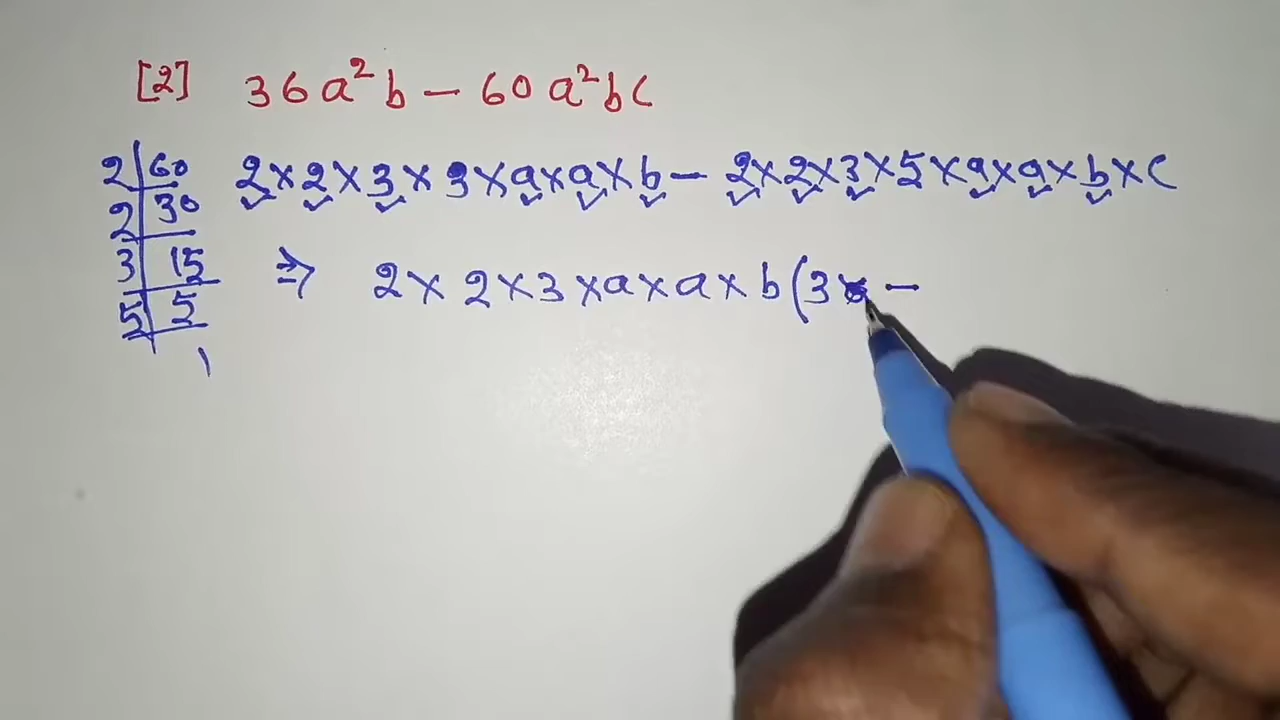 [2] 36a²b − 60a²bc
2×2×3×3×a×a×b − 2×2×3×5×a×a×b×c
2 | 60
2 | 30
3 | 15
5 | 5
1
⇒ 2×2×3×a×a×b(3 −